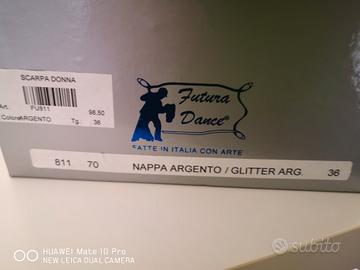 SCARPA DONNA
Art. FU811
98,50
Colore ARGENTO Tg. 36
Futura
Dance®
FATTE IN ITALIA CON ARTE
811 70 NAPPA ARGENTO / GLITTER ARG. 36
HUAWEI Mate 10 Pro
NEW LEICA DUAL CAMERA
subito